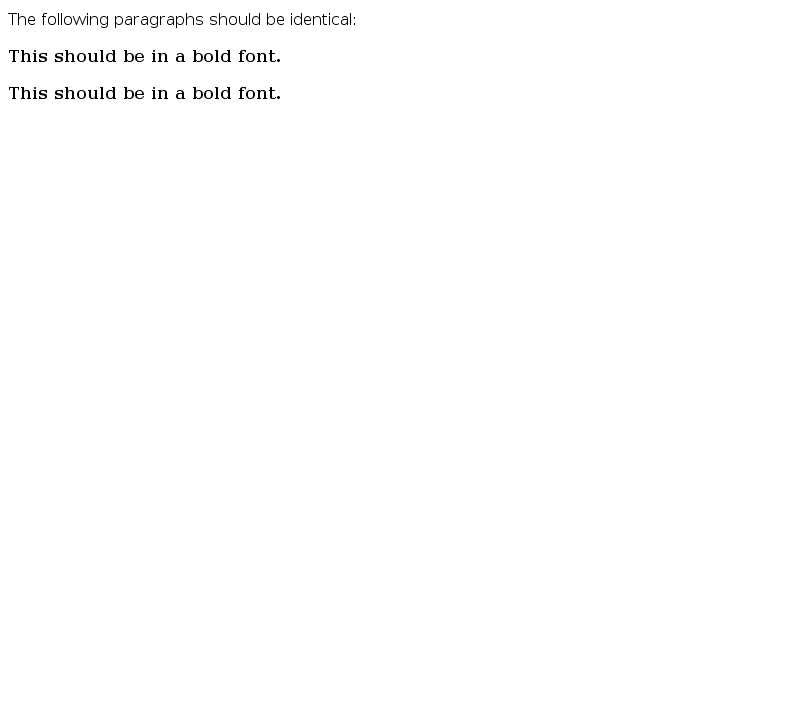 The following paragraphs should be identical:
This should be in a bold font.
This should be in a bold font.